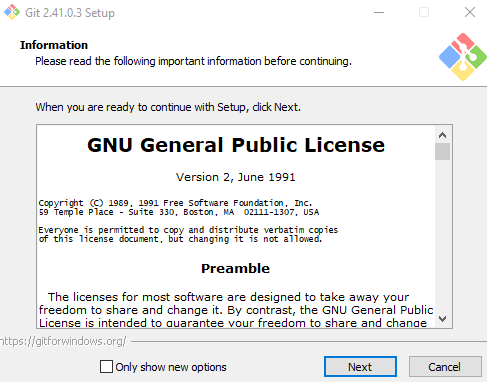 Git 2.41.0.3 Setup
Information
Please read the following important information before continuing.
When you are ready to continue with Setup, click Next.
GNU General Public License
Version 2, June 1991
Copyright (C) 1989, 1991 Free Software Foundation, Inc.
59 Temple Place - Suite 330, Boston, MA  02111-1307, USA
Everyone is permitted to copy and distribute verbatim copies
of this license document, but changing it is not allowed.
Preamble
The licenses for most software are designed to take away your
freedom to share and change it. By contrast, the GNU General Public
License is intended to guarantee your freedom to share and change
https://gitforwindows.org/
Only show new options
Next
Cancel